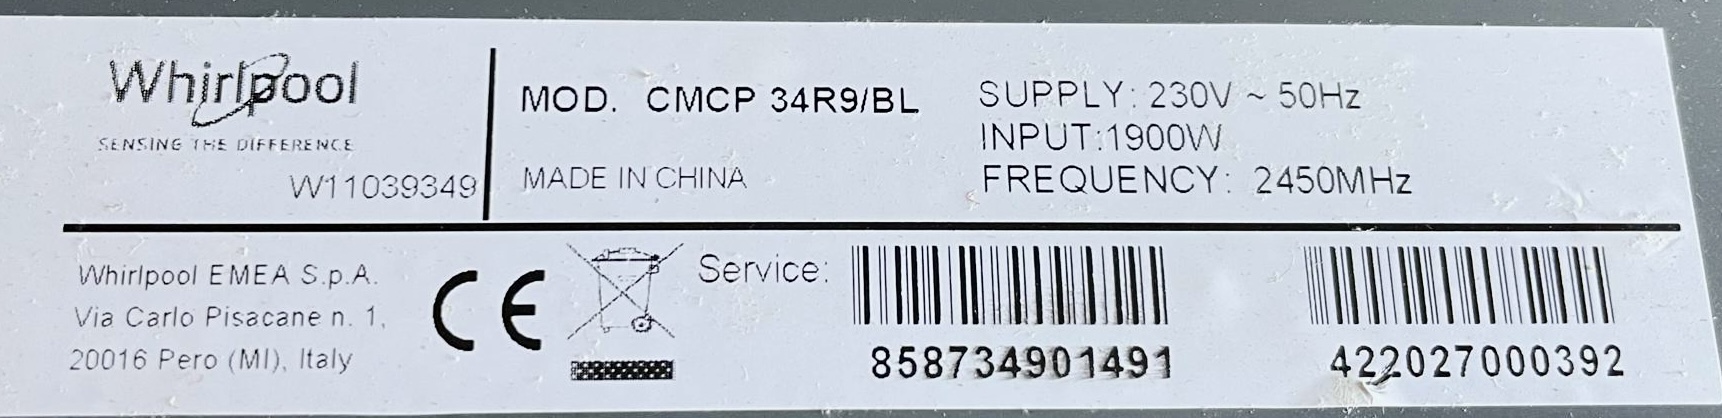 Whirlpool
SENSING THE DIFFERENCE
W11039349
MOD. CMCP 34R9/BL
MADE IN CHINA
SUPPLY: 230V ~ 50Hz
INPUT:1900W
FREQUENCY: 2450MHz
Whirlpool EMEA S.p.A.
Via Carlo Pisacane n. 1,
20016 Pero (MI), Italy
CE
Service:
858734901491
422027000392